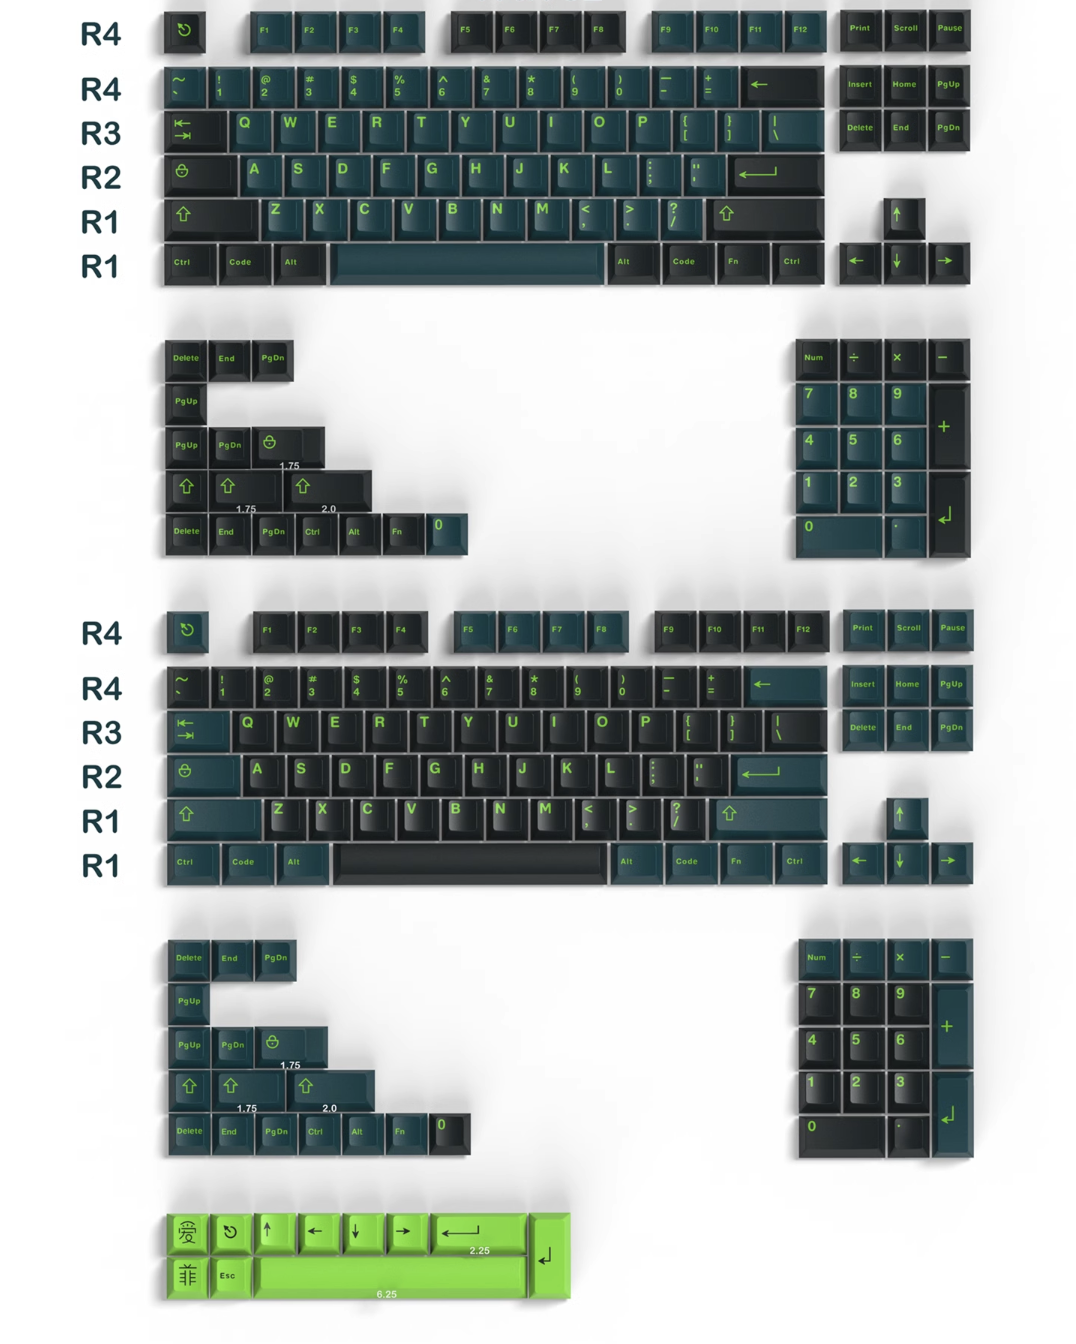 R4 F1 F2 F3 F4 F5 F6 F7 F8 F9 F10 F11 F12 Print Scroll Pause
R4 ~ ` ! 1 @ 2 # 3 $ 4 % 5 ^ 6 & 7 * 8 ( 9 ) 0 — - + = ← Insert Home PgUp
R3 Q W E R T Y U I O P { [ } ] | \ Delete End PgDn
R2 A S D F G H J K L : ; " '
R1 Z X C V B N M < , > . ? / ↑
R1 Ctrl Code Alt Alt Code Fn Ctrl ← ↓ →
Delete End PgDn
PgUp
PgUp PgDn 1.75
1.75 2.0
Delete End PgDn Ctrl Alt Fn 0
Num ÷ × −
7 8 9 +
4 5 6
1 2 3
0 .
R4 F1 F2 F3 F4 F5 F6 F7 F8 F9 F10 F11 F12 Print Scroll Pause
R4 ~ ` ! 1 @ 2 # 3 $ 4 % 5 ^ 6 & 7 * 8 ( 9 ) 0 — - + = ← Insert Home PgUp
R3 Q W E R T Y U I O P { [ } ] | \ Delete End PgDn
R2 A S D F G H J K L : ; " '
R1 Z X C V B N M < , > . ? / ↑
R1 Ctrl Code Alt Alt Code Fn Ctrl ← ↓ →
Delete End PgDn
PgUp
PgUp PgDn 1.75
1.75 2.0
Delete End PgDn Ctrl Alt Fn 0
Num ÷ × −
7 8 9 +
4 5 6
1 2 3
0 .
愛 ↑ ← ↓ → 2.25
Esc 6.25